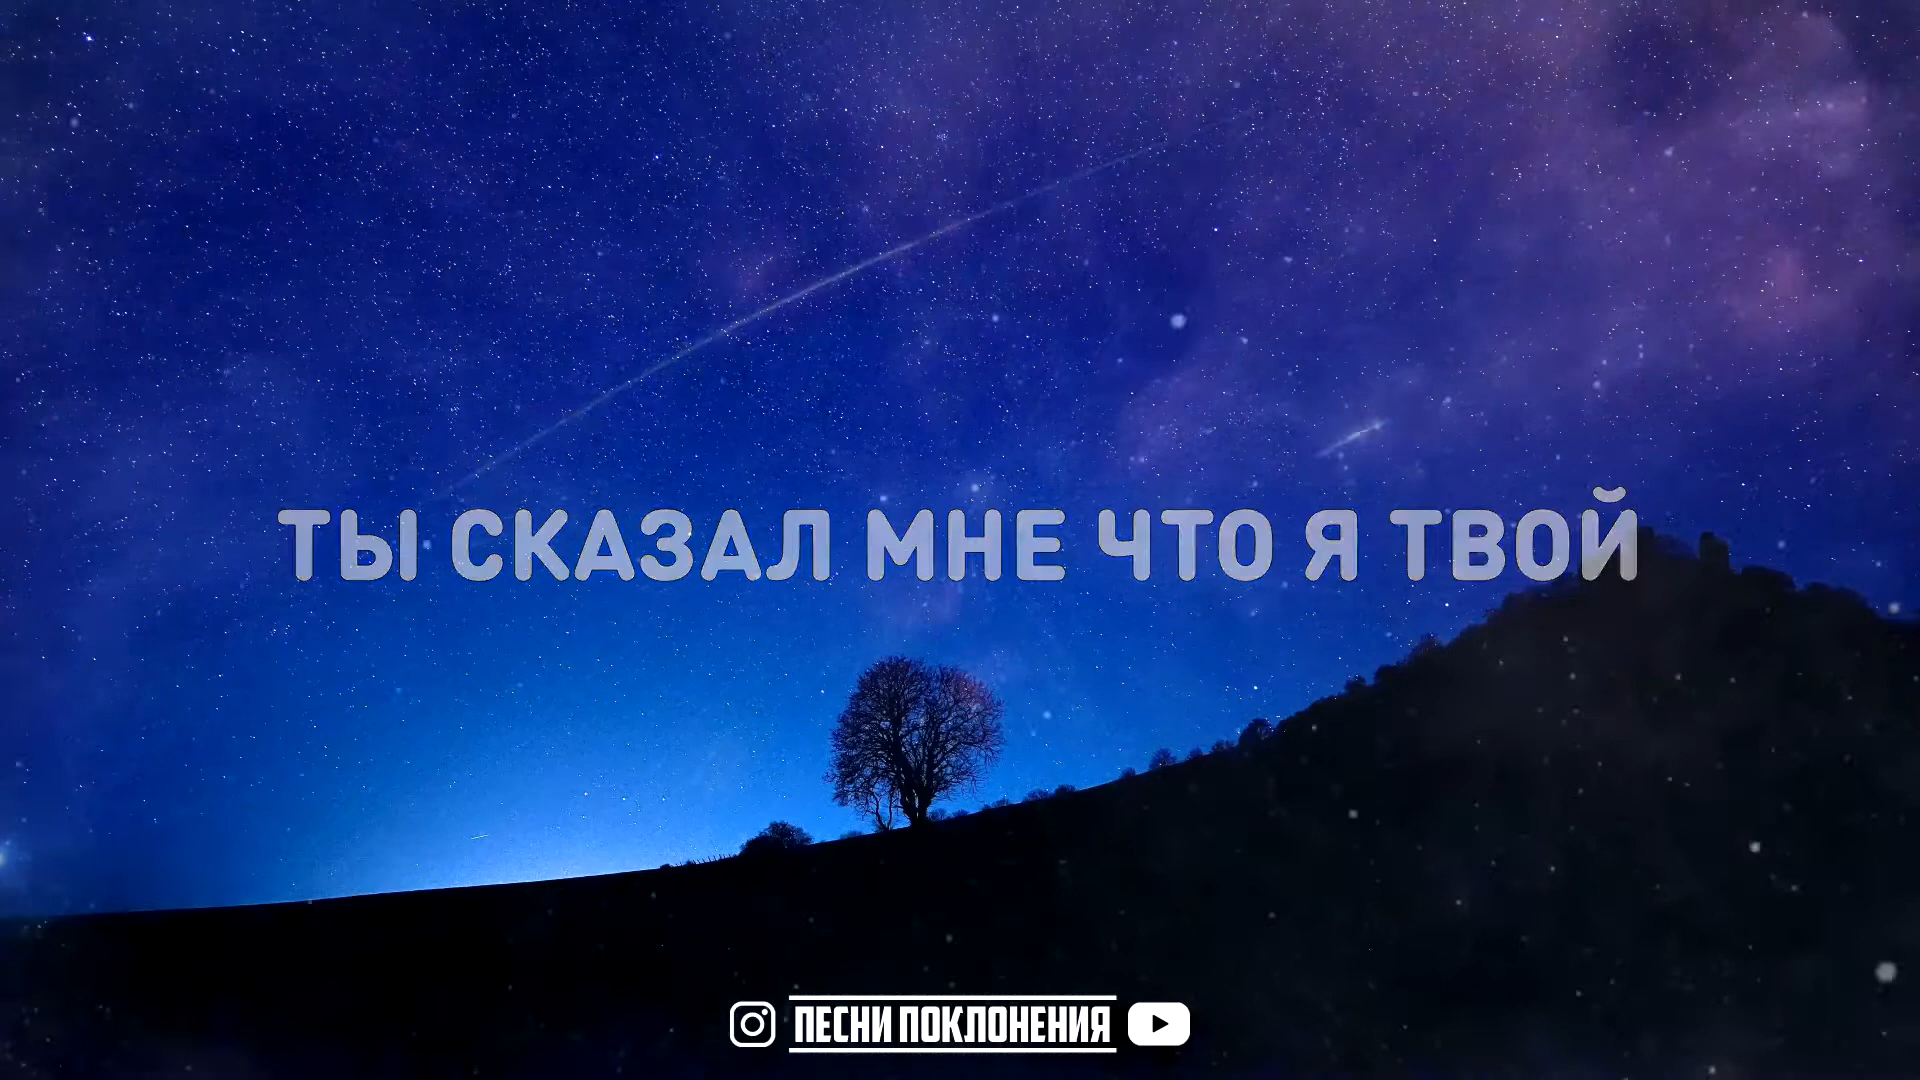 ТЫ СКАЗАЛ МНЕ ЧТО Я ТВОЙ
ПЕСНИ ПОКЛОНЕНИЯ